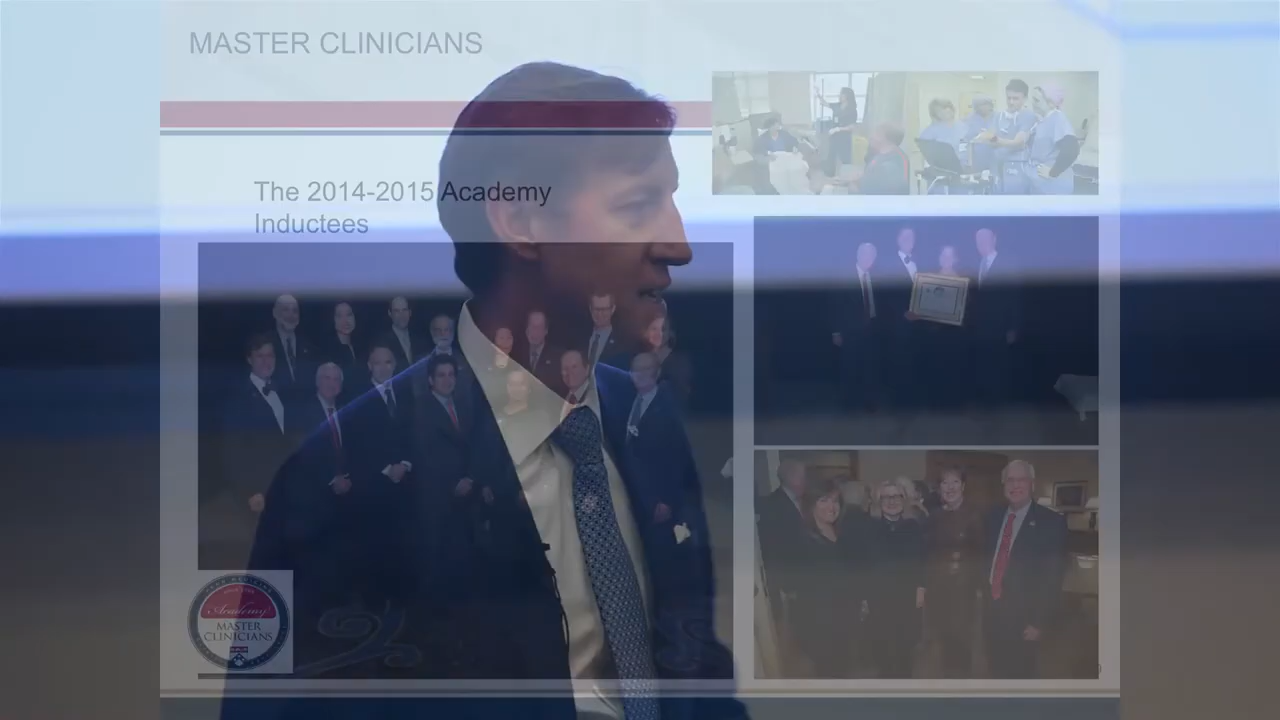 MASTER CLINICIANS
The 2014-2015 Academy
Inductees
Academy
MASTER
CLINICIANS